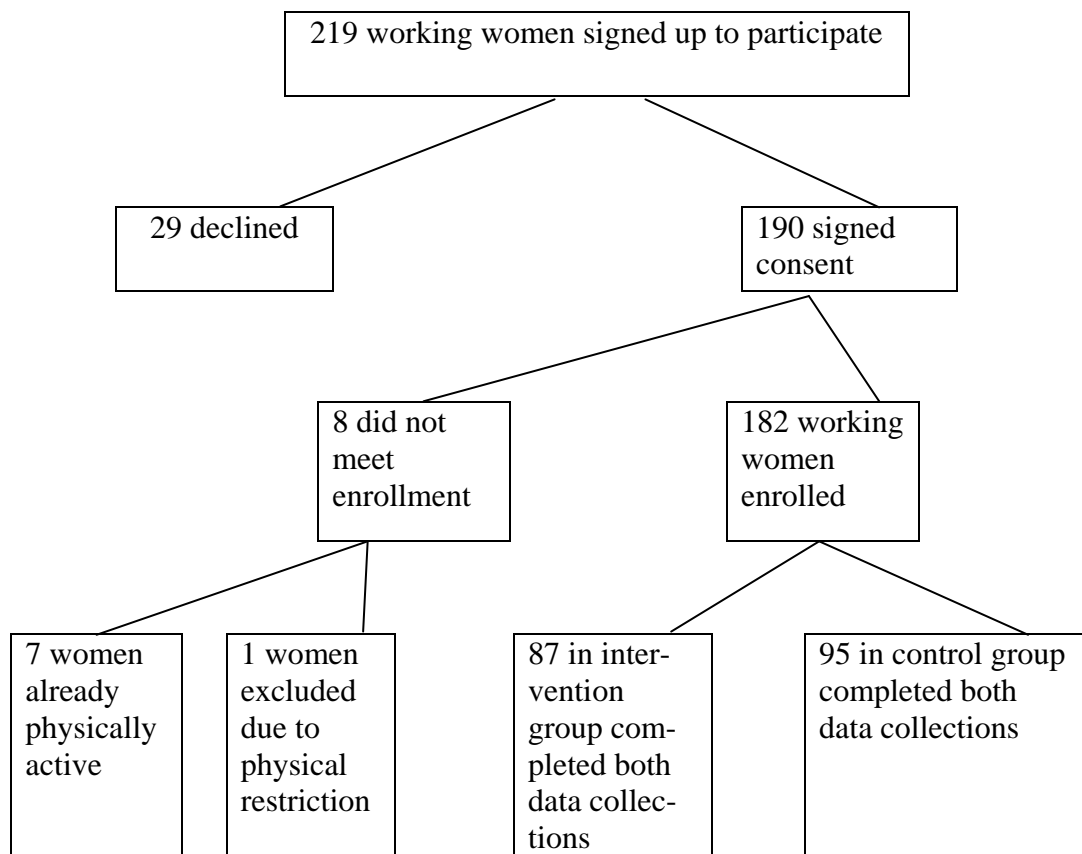 219 working women signed up to participate
29 declined
190 signed
consent
8 did not
meet
enrollment
182 working
women
enrolled
7 women
already
physically
active
1 women
excluded
due to
physical
restriction
87 in inter-
vention
group com-
pleted both
data collec-
tions
95 in control group
completed both
data collections